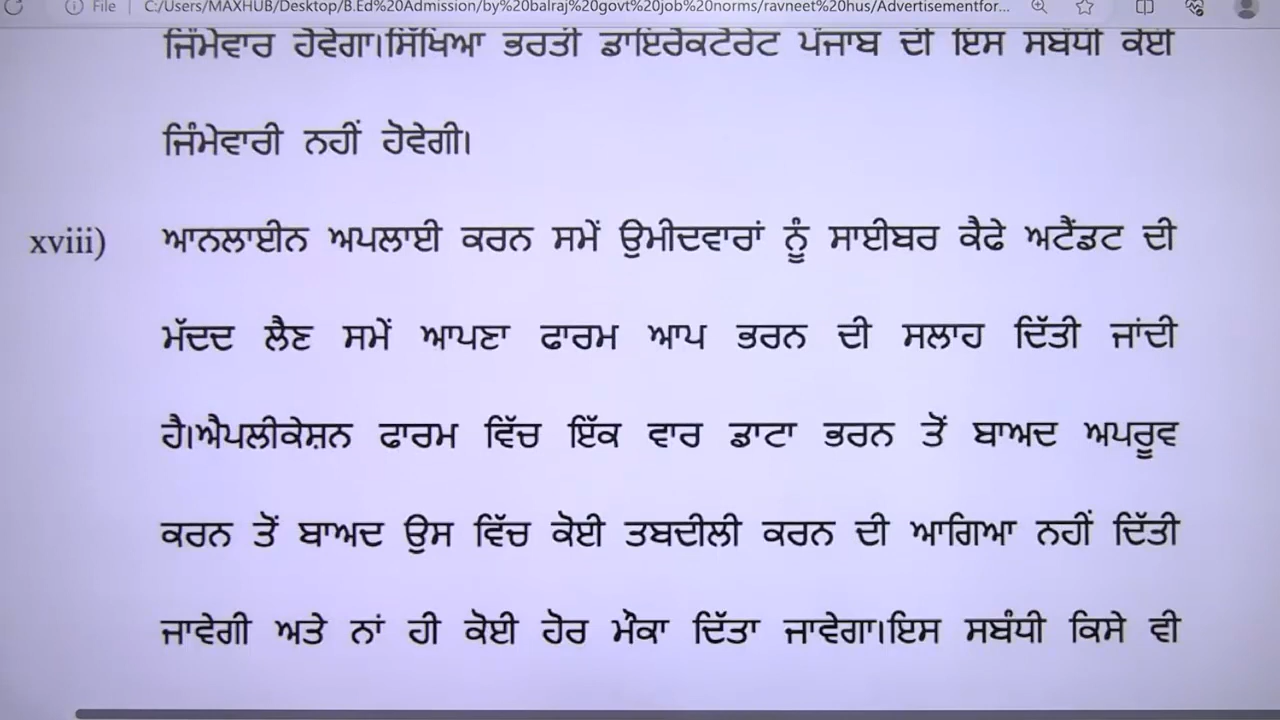 File
C:/Users/MAXHUB/Desktop/B.Ed%20Admission/by%20balraj%20govt%20job%20norms/ravneet%20hus/Advertisementfor...
ਜਿੰਮੇਵਾਰ ਹੋਵੇਗਾ।ਸਿੱਖਿਆ ਭਰਤੀ ਡਾਇਰੈਕਟੋਰੇਟ ਪੰਜਾਬ ਦੀ ਇਸ ਸਬੰਧੀ ਕੋਈ
ਜਿੰਮੇਵਾਰੀ ਨਹੀਂ ਹੋਵੇਗੀ।
xviii) ਆਨਲਾਈਨ ਅਪਲਾਈ ਕਰਨ ਸਮੇਂ ਉਮੀਦਵਾਰਾਂ ਨੂੰ ਸਾਈਬਰ ਕੈਫੇ ਅਟੈਂਡਟ ਦੀ
ਮੱਦਦ ਲੈਣ ਸਮੇਂ ਆਪਣਾ ਫਾਰਮ ਆਪ ਭਰਨ ਦੀ ਸਲਾਹ ਦਿੱਤੀ ਜਾਂਦੀ
ਹੈ।ਐਪਲੀਕੇਸ਼ਨ ਫਾਰਮ ਵਿੱਚ ਇੱਕ ਵਾਰ ਡਾਟਾ ਭਰਨ ਤੋਂ ਬਾਅਦ ਅਪਰੂਵ
ਕਰਨ ਤੋਂ ਬਾਅਦ ਉਸ ਵਿੱਚ ਕੋਈ ਤਬਦੀਲੀ ਕਰਨ ਦੀ ਆਗਿਆ ਨਹੀਂ ਦਿੱਤੀ
ਜਾਵੇਗੀ ਅਤੇ ਨਾਂ ਹੀ ਕੋਈ ਹੋਰ ਮੌਕਾ ਦਿੱਤਾ ਜਾਵੇਗਾ।ਇਸ ਸਬੰਧੀ ਕਿਸੇ ਵੀ